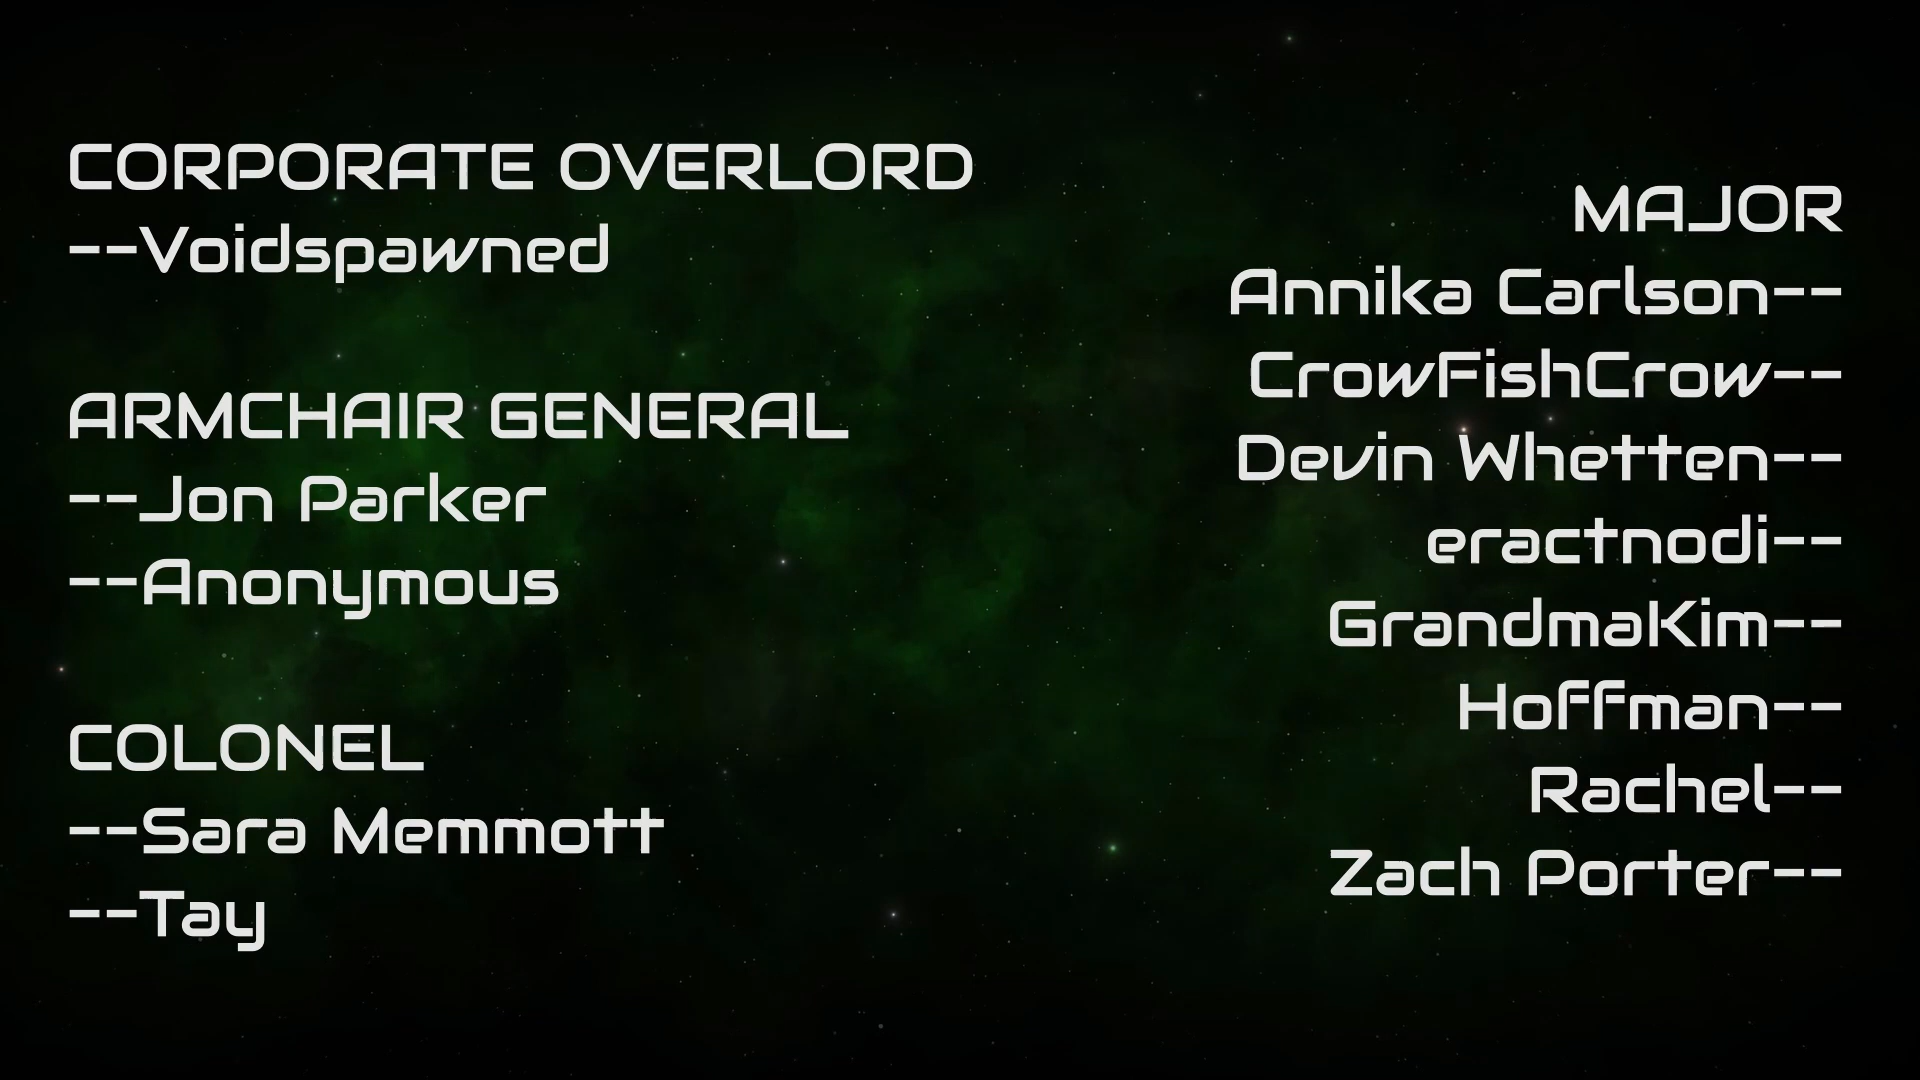 CORPORATE OVERLORD
--Voidspawned
ARMCHAIR GENERAL
--Jon Parker
--Anonymous
COLONEL
--Sara Memmott
--Tay
MAJOR
Annika Carlson--
CrowFishCrow--
Devin Whetten--
eractnodi--
GrandmaKim--
Hoffman--
Rachel--
Zach Porter--